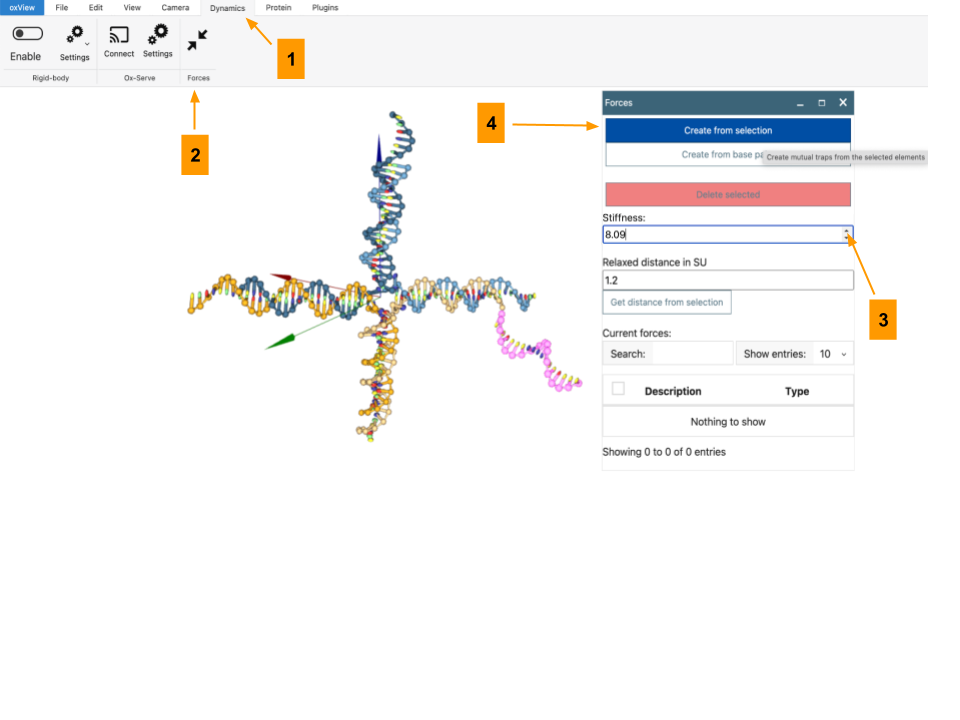 oxView File Edit View Camera Dynamics Protein Plugins
Enable Settings Connect Settings
Rigid-body Ox-Serve Forces
1
2
Forces
4
Create from selection
Create from base pa
Create mutual traps from the selected elements
Delete selected
Stiffness:
8.09
Relaxed distance in SU
1.2
Get distance from selection
3
Current forces:
Search: Show entries: 10
Description Type
Nothing to show
Showing 0 to 0 of 0 entries